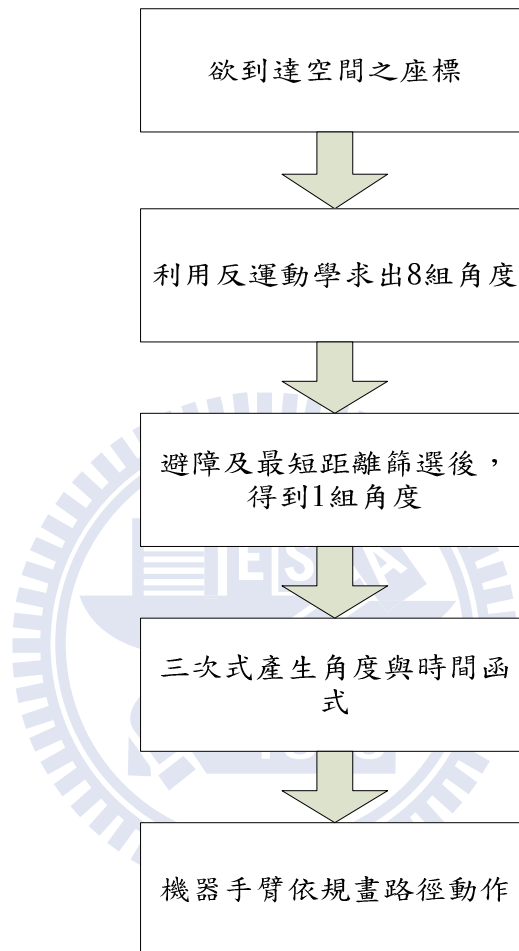 欲到達空間之座標
利用反運動學求出8組角度
避障及最短距離篩選後，
得到1組角度
三次式產生角度與時間函
式
機器手臂依規畫路徑動作